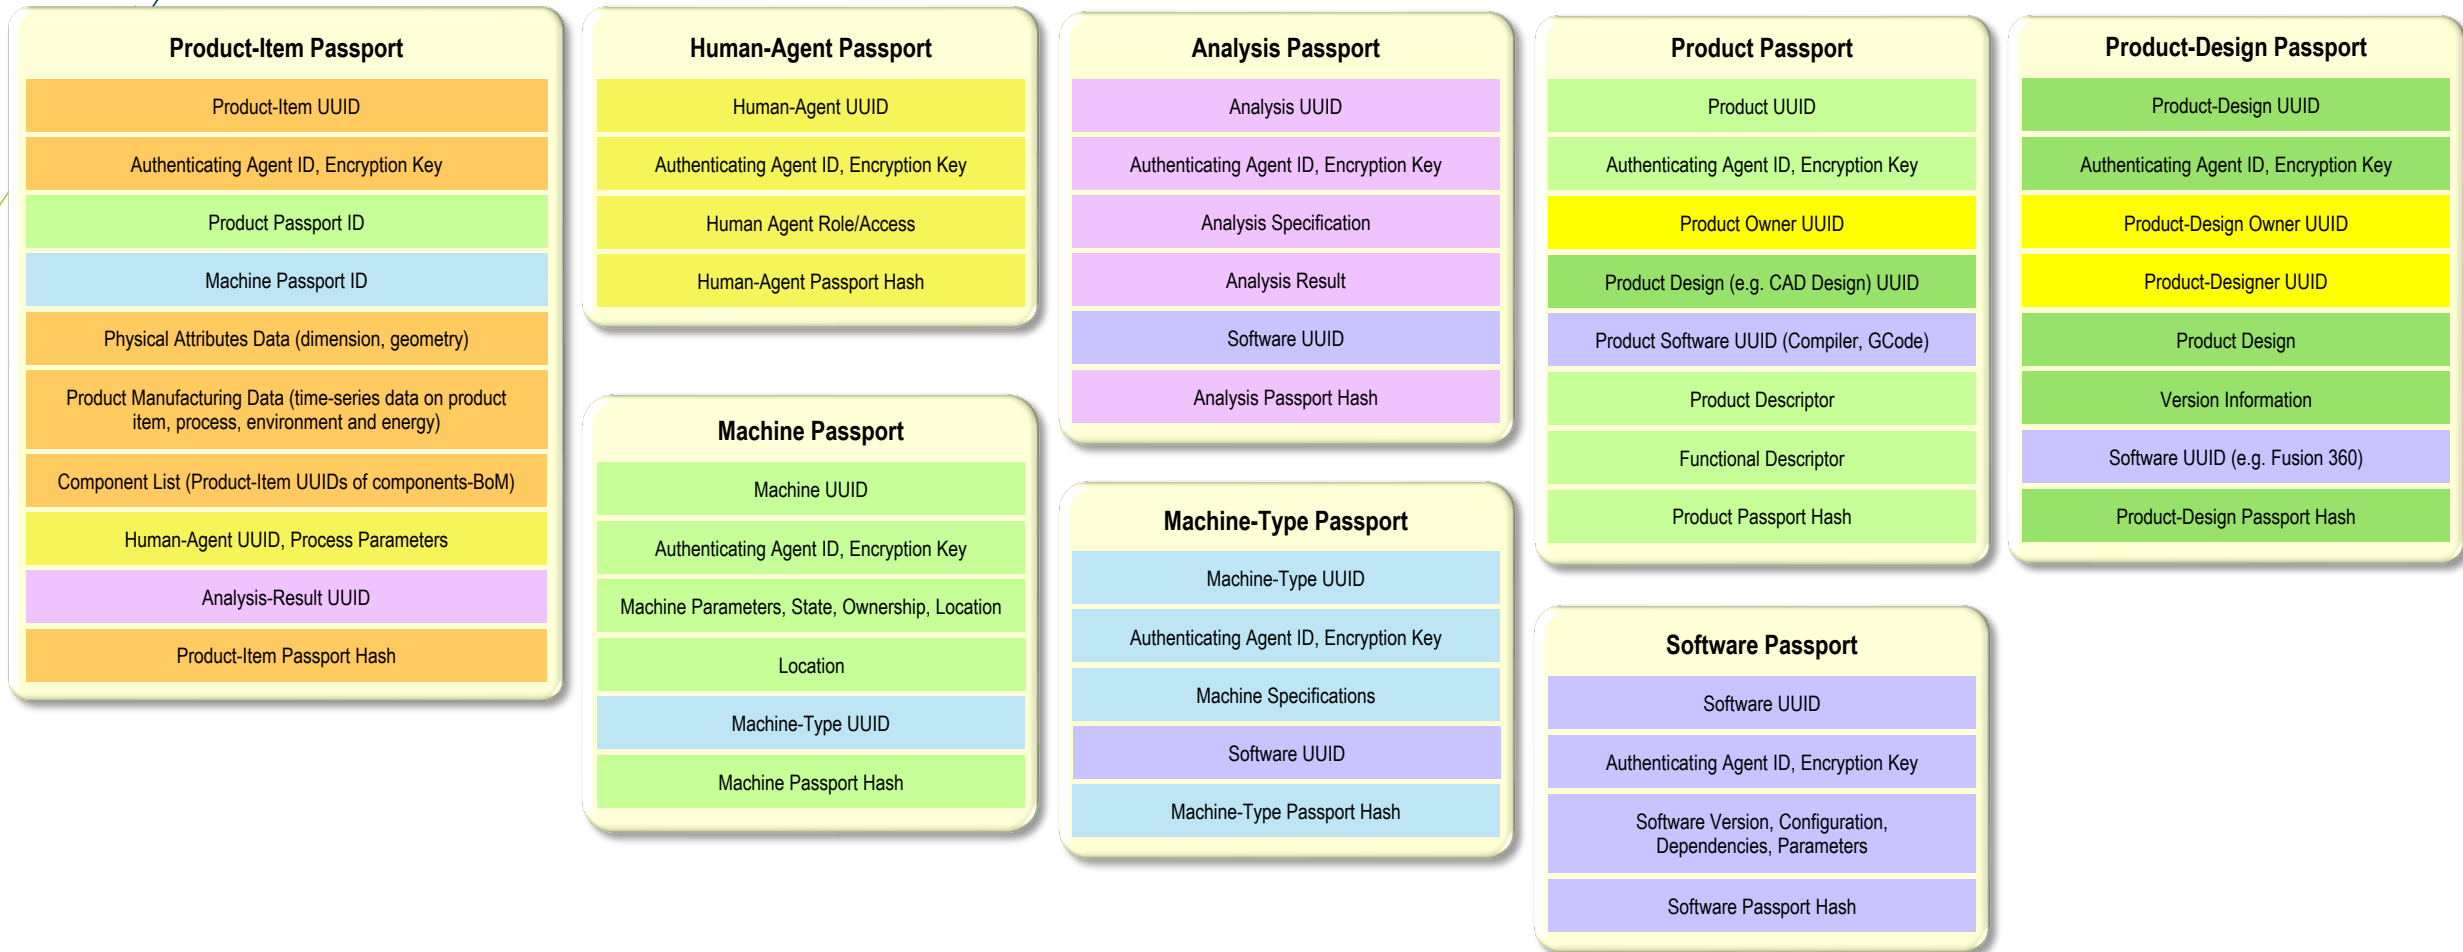 Product-Item Passport
Product-Item UUID
Authenticating Agent ID, Encryption Key
Product Passport ID
Machine Passport ID
Physical Attributes Data (dimension, geometry)
Product Manufacturing Data (time-series data on product
item, process, environment and energy)
Component List (Product-Item UUIDs of components-BoM)
Human-Agent UUID, Process Parameters
Analysis-Result UUID
Product-Item Passport Hash
Human-Agent Passport
Human-Agent UUID
Authenticating Agent ID, Encryption Key
Human Agent Role/Access
Human-Agent Passport Hash
Machine Passport
Machine UUID
Authenticating Agent ID, Encryption Key
Machine Parameters, State, Ownership, Location
Location
Machine-Type UUID
Machine Passport Hash
Analysis Passport
Analysis UUID
Authenticating Agent ID, Encryption Key
Analysis Specification
Analysis Result
Software UUID
Analysis Passport Hash
Machine-Type Passport
Machine-Type UUID
Authenticating Agent ID, Encryption Key
Machine Specifications
Software UUID
Machine-Type Passport Hash
Product Passport
Product UUID
Authenticating Agent ID, Encryption Key
Product Owner UUID
Product Design (e.g. CAD Design) UUID
Product Software UUID (Compiler, GCode)
Product Descriptor
Functional Descriptor
Product Passport Hash
Software Passport
Software UUID
Authenticating Agent ID, Encryption Key
Software Version, Configuration,
Dependencies, Parameters
Software Passport Hash
Product-Design Passport
Product-Design UUID
Authenticating Agent ID, Encryption Key
Product-Design Owner UUID
Product-Designer UUID
Product Design
Version Information
Software UUID (e.g. Fusion 360)
Product-Design Passport Hash